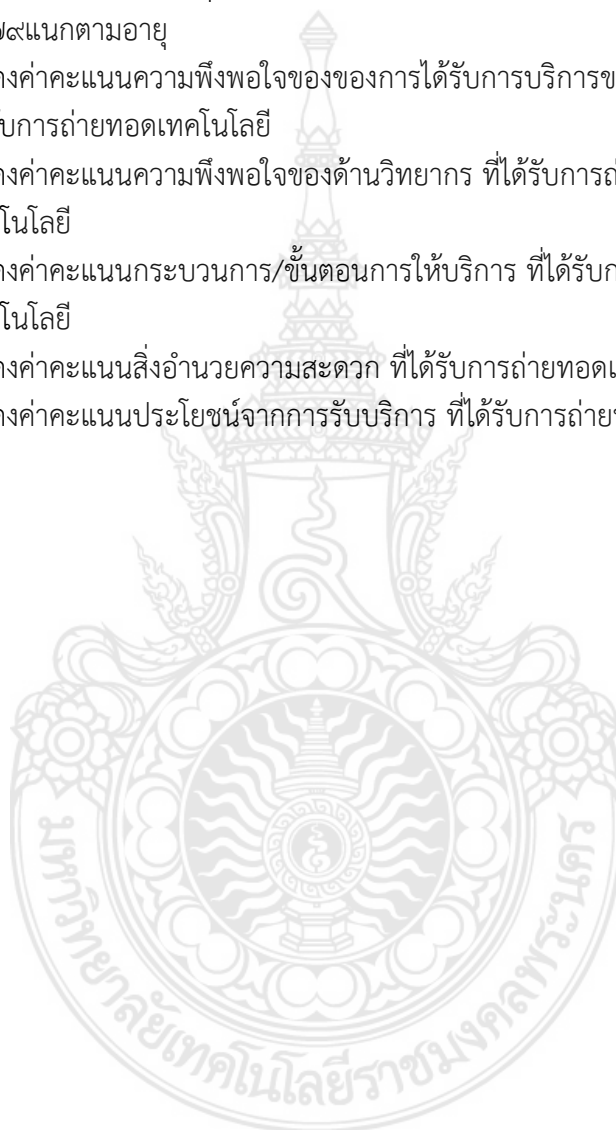 ๗๙แนกตามอายุ
งค่าคะแนนความพึงพอใจของของการได้รับการบริการข
ับการถ่ายทอดเทคโนโลยี
งค่าคะแนนความพึงพอใจของด้านวิทยากร ที่ได้รับการถ่
โนโลยี
งค่าคะแนนกระบวนการ/ขั้นตอนการให้บริการ ที่ได้รับก
โนโลยี
งค่าคะแนนสิ่งอำนวยความสะดวก ที่ได้รับการถ่ายทอดเ
งค่าคะแนนประโยชน์จากการรับบริการ ที่ได้รับการถ่าย
มหาวิทยาลัยเทคโนโลยีราชมงคลพระนคร